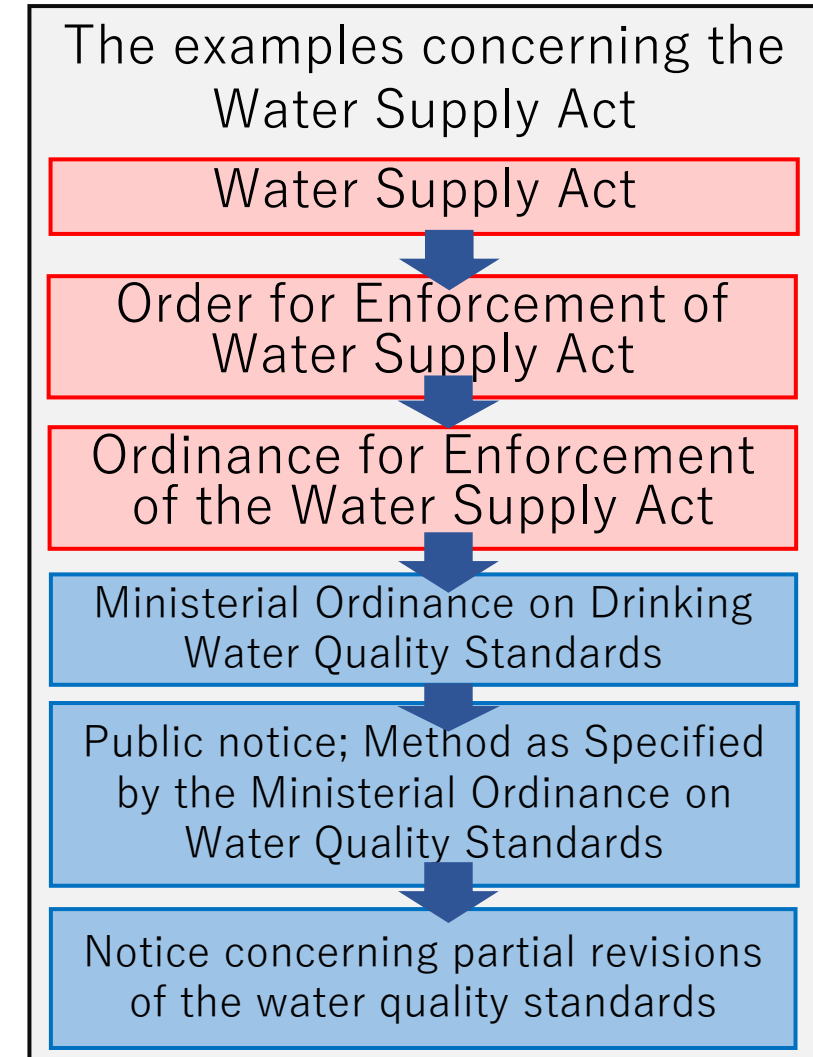 The examples concerning the
Water Supply Act
Water Supply Act
Order for Enforcement of
Water Supply Act
Ordinance for Enforcement
of the Water Supply Act
Ministerial Ordinance on Drinking
Water Quality Standards
Public notice; Method as Specified
by the Ministerial Ordinance on
Water Quality Standards
Notice concerning partial revisions
of the water quality standards